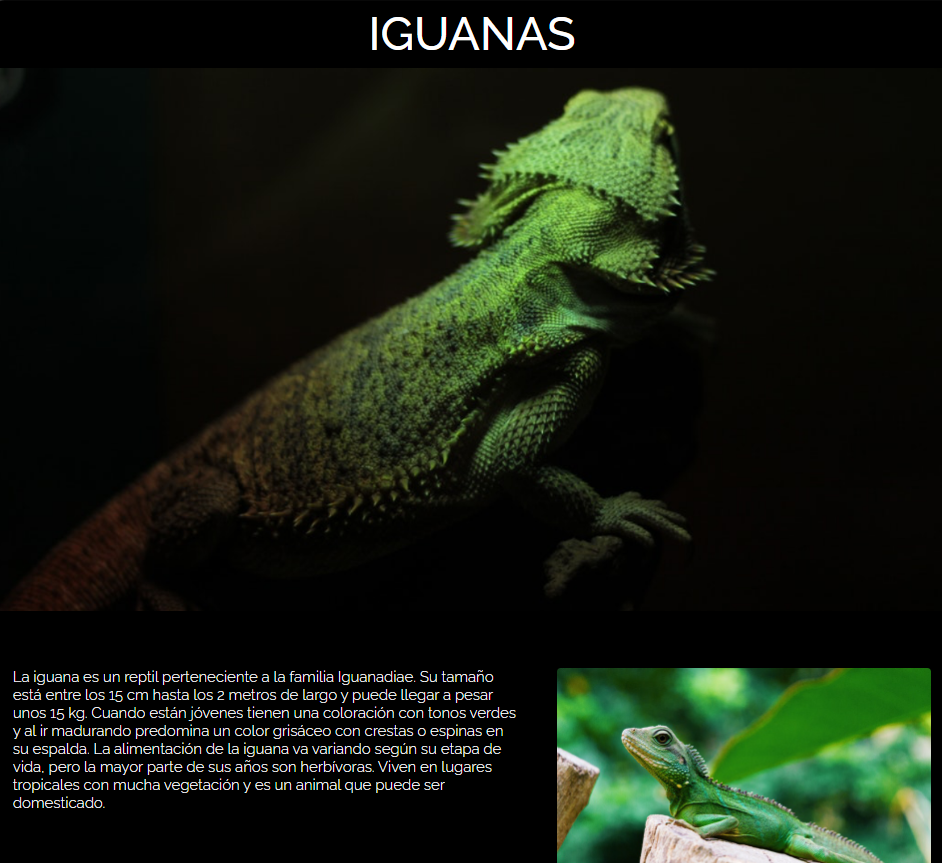 IGUANAS
La iguana es un reptil perteneciente a la familia Iguanadiae. Su tamaño
está entre los 15 cm hasta los 2 metros de largo y puede llegar a pesar
unos 15 kg. Cuando están jóvenes tienen una coloración con tonos verdes
y al ir madurando predomina un color grisáceo con crestas o espinas en
su espalda. La alimentación de la iguana va variando según su etapa de
vida, pero la mayor parte de sus años son herbívoras. Viven en lugares
tropicales con mucha vegetación y es un animal que puede ser
domesticado.